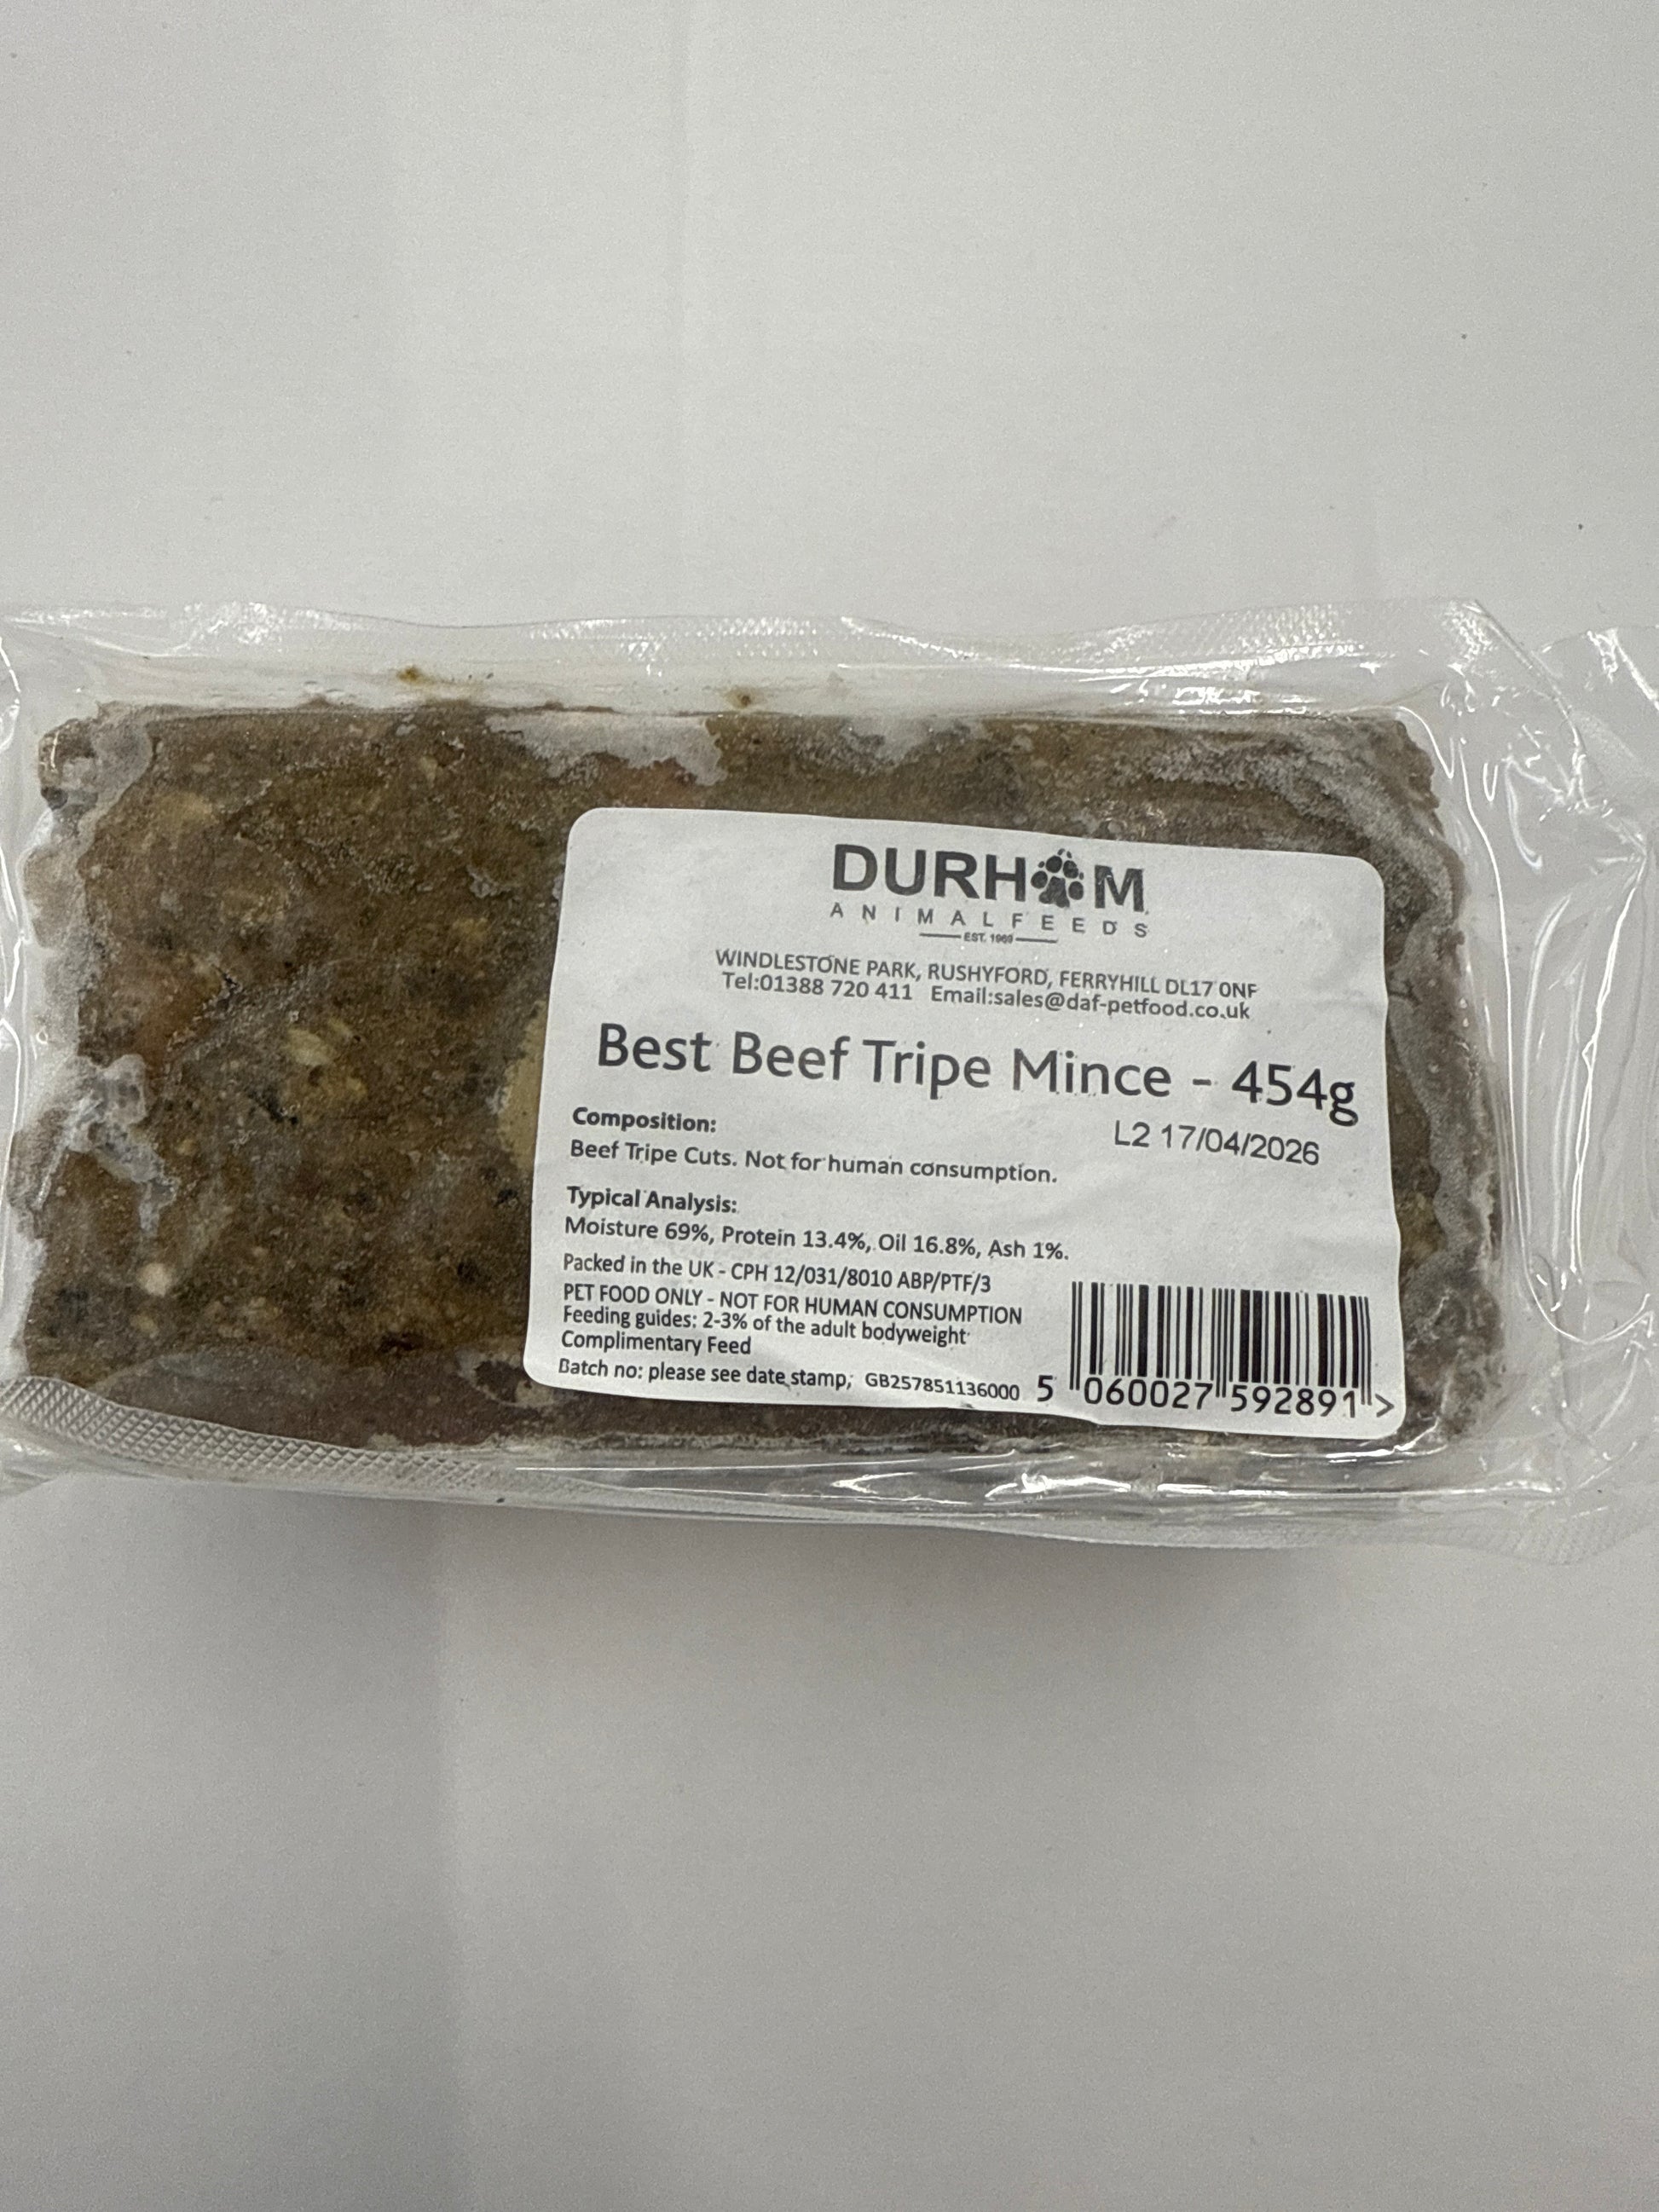 DURHAM
ANIMAL FEEDS
EST. 1969
WINDLESTONE PARK, RUSHYFORD, FERRYHILL DL17 0NF
Tel:01388 720 411 Email:sales@daf-petfood.co.uk
Best Beef Tripe Mince - 454g
L2 17/04/2026
Composition:
Beef Tripe Cuts. Not for human consumption.
Typical Analysis:
Moisture 69%, Protein 13.4%, Oil 16.8%, Ash 1%.
Packed in the UK - CPH 12/031/8010 ABP/PTF/3
PET FOOD ONLY - NOT FOR HUMAN CONSUMPTION
Feeding guides: 2-3% of the adult bodyweight
Complimentary Feed
Batch no: please see date stamp; GB257851136000
5 060027 592891 >